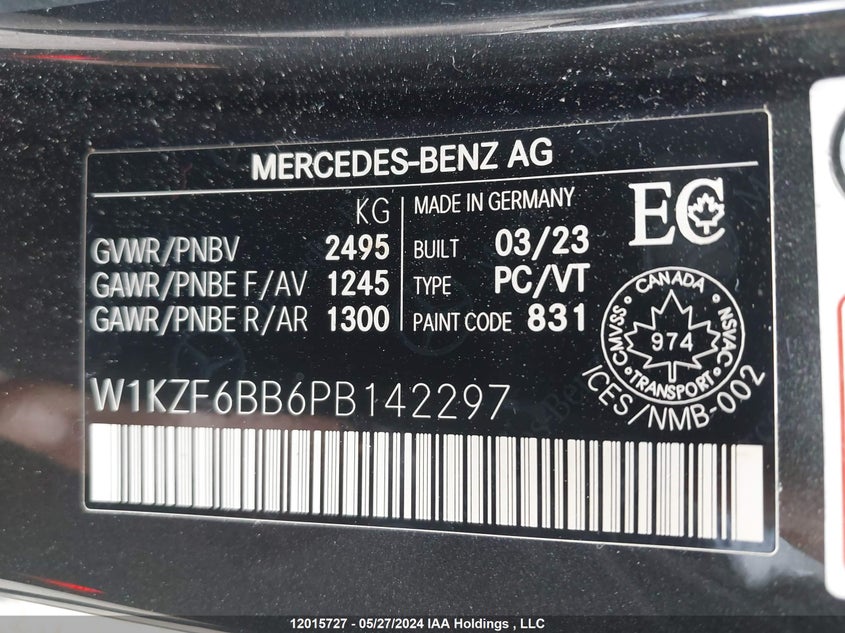 MERCEDES-BENZ AG
KG
GVWR/PNBV 2495
GAWR/PNBE F/AV 1245
GAWR/PNBE R/AR 1300
MADE IN GERMANY
BUILT 03/23
TYPE PC/VT
PAINT CODE 831
EC
CANADA
CMVSS NSVAC
974
TRANSPORT
ICES/NMB-002
W1KZF6BB6PB142297
12015727 - 05/27/2024 IAA Holdings , LLC